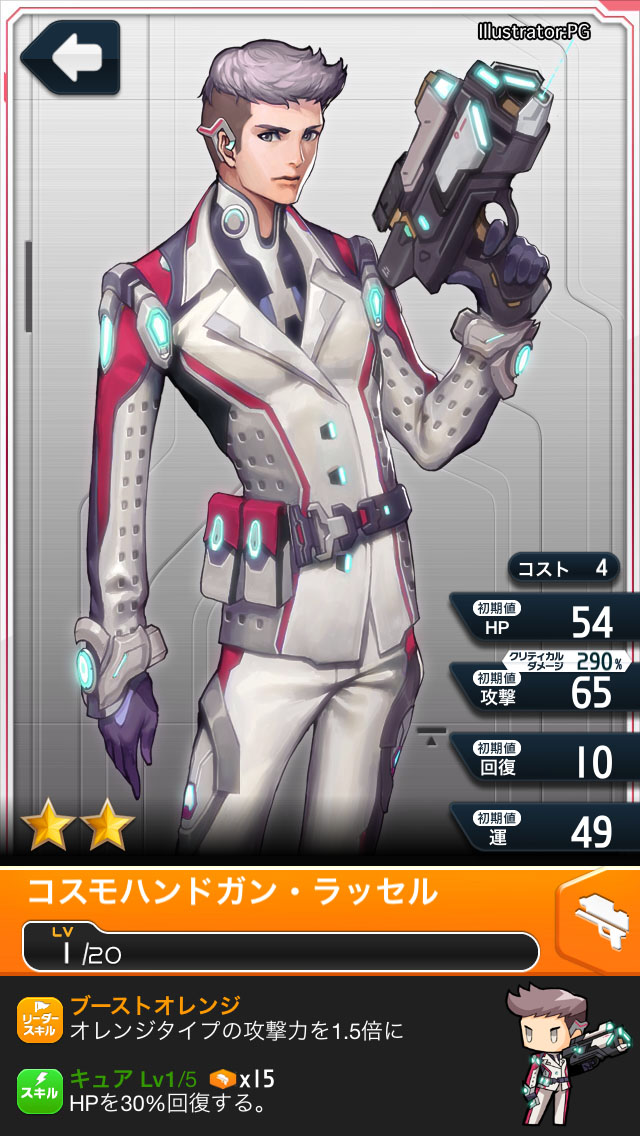 Illustrator:PG
コスト 4
初期値
HP 54
クリティカル
ダメージ 290%
初期値
攻撃 65
初期値
回復 10
初期値
運 49
コスモハンドガン・ラッセル
LV
1/20
リーダー
スキル
ブーストオレンジ
オレンジタイプの攻撃力を1.5倍に
スキル
キュア Lv1/5 x15
HPを30%回復する。